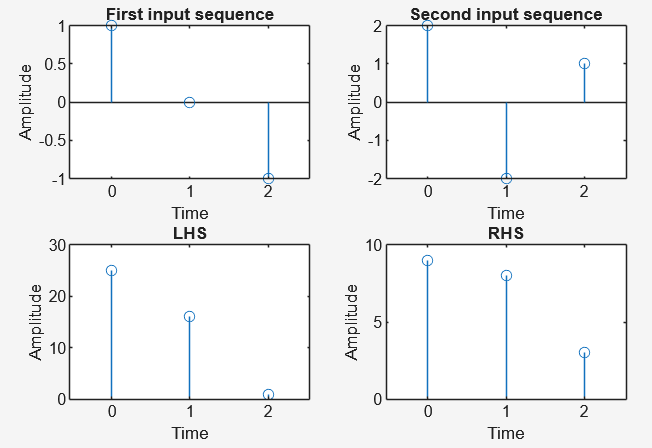 First input sequence
1
0.5
0
-0.5
-1
Amplitude
0 1 2
Time
Second input sequence
2
1
0
-1
-2
Amplitude
0 1 2
Time
LHS
30
20
10
0
Amplitude
0 1 2
Time
RHS
10
5
0
Amplitude
0 1 2
Time